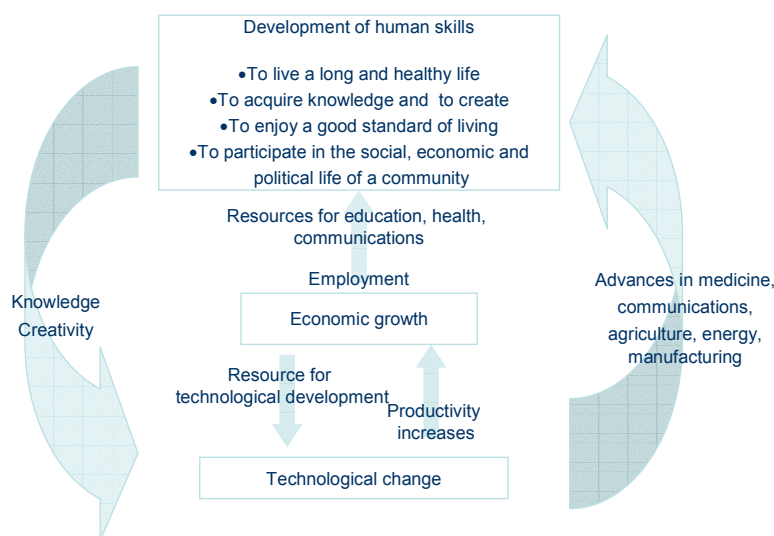 Development of human skills
•To live a long and healthy life
•To acquire knowledge and to create
•To enjoy a good standard of living
•To participate in the social, economic and
political life of a community
Resources for education, health,
communications
Employment
Economic growth
Knowledge
Creativity
Advances in medicine,
communications,
agriculture, energy,
manufacturing
Resource for
technological development
Productivity
increases
Technological change